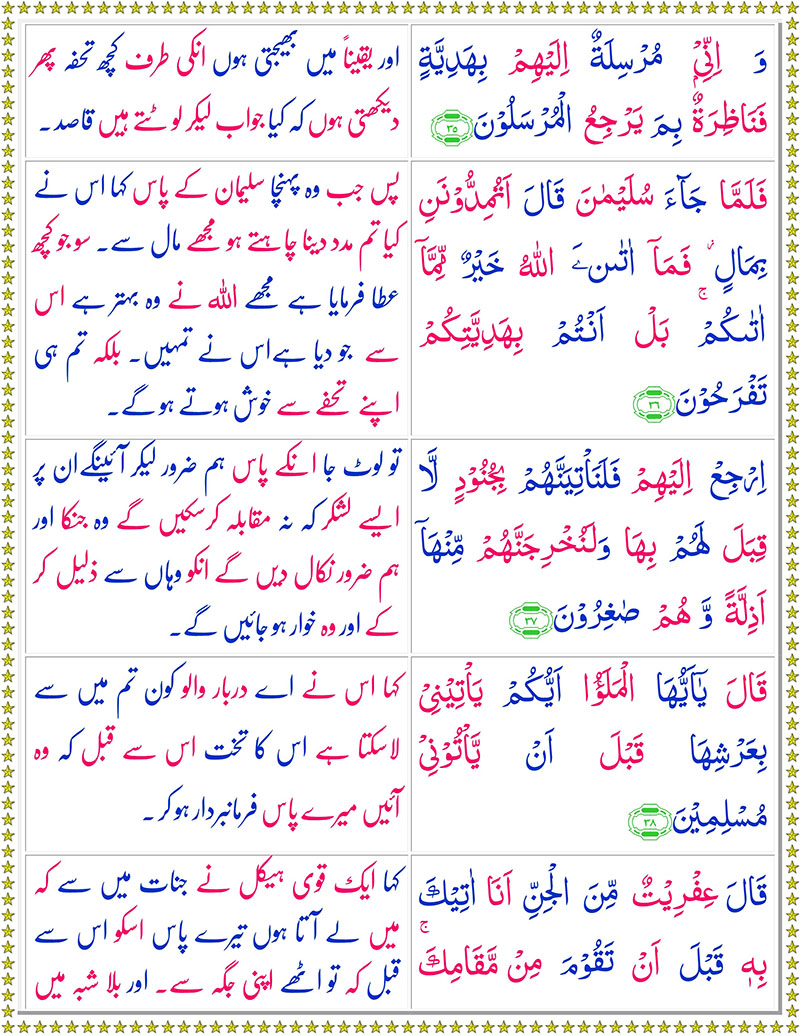 وَ اِنِّیْ مُرْسِلَةٌ اِلَیْهِمْ بِهَدِیَّةٍ
فَنٰظِرَةٌۢ بِمَ یَرْجِعُ الْمُرْسَلُوْنَ ۳۵
اور یقیناً میں بھیجتی ہوں انکی طرف کچھ تحفہ پھر
دیکھتی ہوں کہ کیا جواب لیکر لوٹتے ہیں قاصد۔
فَلَمَّا جَآءَ سُلَیْمٰنَ قَالَ اَتُمِدُّوْنَنِ
بِمَالٍ٘ فَمَاۤ اٰتٰىنِۦَ اللّٰهُ خَیْرٌ مِّمَّاۤ
اٰتٰىكُمْۚ بَلْ اَنْتُمْ بِهَدِیَّتِكُمْ
تَفْرَحُوْنَ ۳۶
پس جب وہ پہنچا سلیمان کے پاس کہا اس نے
کیا تم مدد دینا چاہتے ہو مجھے مال سے۔ سو جو کچھ
عطا فرمایا ہے مجھے اللہ نے وہ بہتر ہے اس
سے جو دیا ہے اس نے تمہیں۔ بلکہ تم ہی
اپنے تحفے سے خوش ہوتے ہو گے۔
اِرْجِعْ اِلَیْهِمْ فَلَنَاْتِیَنَّهُمْ بِجُنُوْدٍ لَّا
قِبَلَ لَهُمْ بِهَا وَلَنُخْرِجَنَّهُمْ مِّنْهَاۤ
اَذِلَّةً وَّ هُمْ صٰغِرُوْنَ ۳۷
تو لوٹ جا انکے پاس ہم ضرور لیکر آئینگے ان پر
ایسے لشکر کہ نہ مقابلہ کر سکیں گے وہ جنکا اور
ہم ضرور نکال دیں گے انکو وہاں سے ذلیل کر
کے اور وہ خوار ہو جائیں گے۔
قَالَ یٰۤاَیُّهَا الْمَلَؤُا اَیُّكُمْ یَاْتِیْنِیْ
بِعَرْشِهَا قَبْلَ اَنْ یَّاْتُوْنِیْ
مُسْلِمِیْنَ ۳۸
کہا اس نے اے دربار والو کون تم میں سے
لا سکتا ہے اس کا تخت اس سے قبل کہ وہ
آئیں میرے پاس فرمانبردار ہو کر۔
قَالَ عِفْرِیْتٌ مِّنَ الْجِنِّ اَنَا اٰتِیْكَ
بِهٖ قَبْلَ اَنْ تَقُوْمَ مِنْ مَّقَامِكَۚ
کہا ایک قوی ہیکل نے جنات میں سے کہ
میں لے آتا ہوں تیرے پاس اسکو اس سے
قبل کہ تو اٹھے اپنی جگہ سے۔ اور بلا شبہ میں